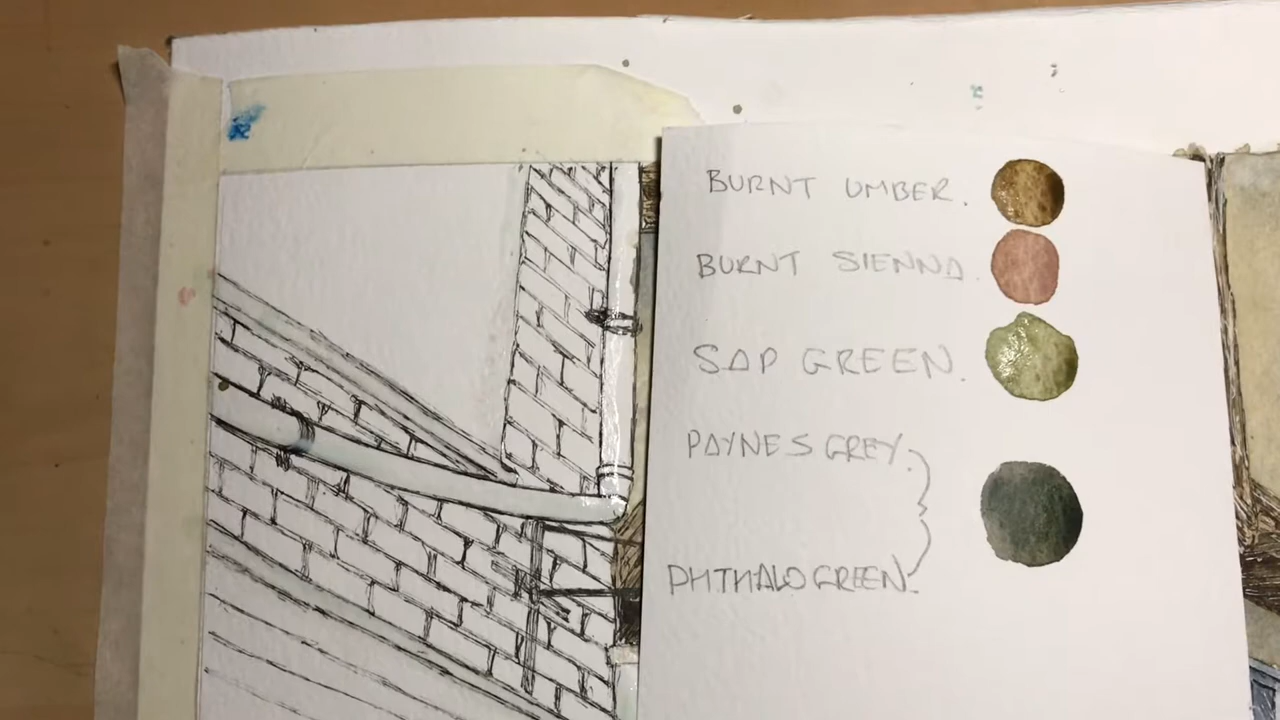 BURNT UMBER.
BURNT SIENNA.
SAP GREEN.
PAYNES GREY.
PHTHALO GREEN.